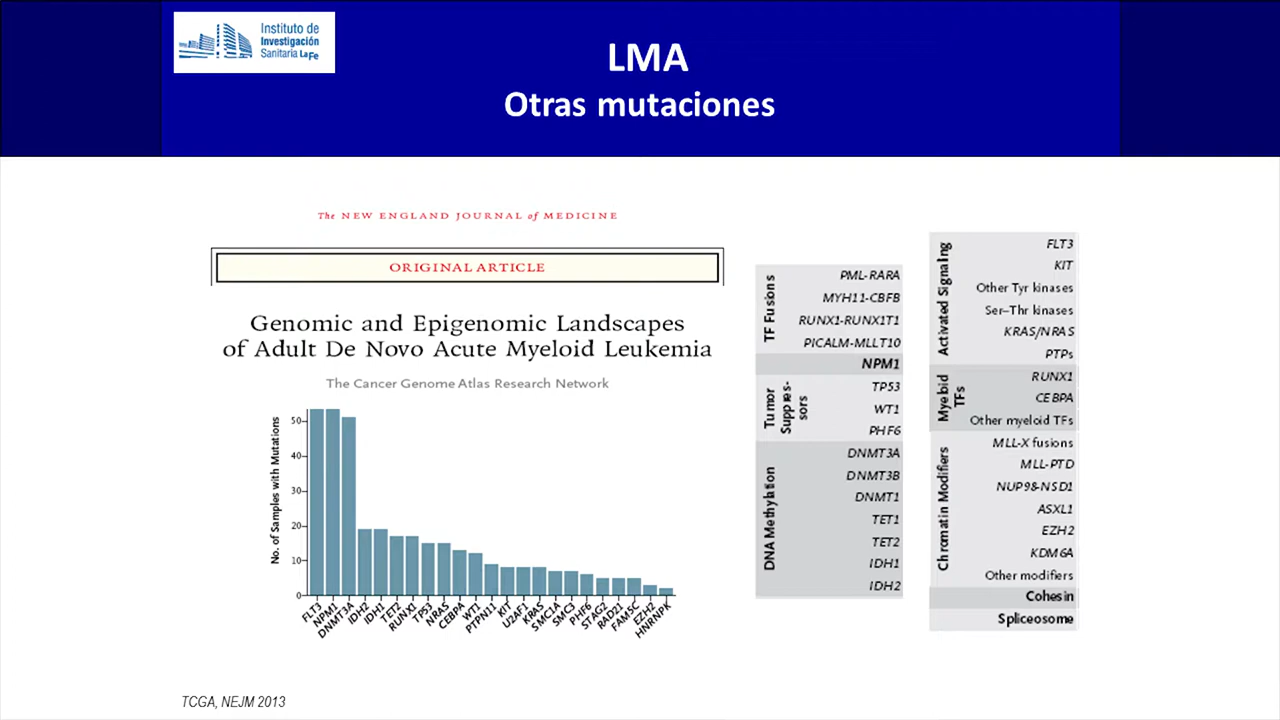 Instituto de
Investigación
Sanitaria LaFe
LMA
Otras mutaciones
The NEW ENGLAND JOURNAL of MEDICINE
ORIGINAL ARTICLE
Genomic and Epigenomic Landscapes
of Adult De Novo Acute Myeloid Leukemia
The Cancer Genome Atlas Research Network
No. of Samples with Mutations
50
40
30
20
10
0
FLT3
NPM1
DNMT3A
IDH2
IDH1
TET2
RUNX1
TP53
NRAS
CEBPA
WT1
PTPN11
KIT
U2AF1
KRAS
SMC1A
SMC3
PHF6
STAG2
RAD21
FAM5C
EZH2
HNRNPK
TF Fusions
PML-RARA
MYH11-CBFB
RUNX1-RUNX1T1
PICALM-MLLT10
NPM1
Tumor
Suppres-
sors
TP53
WT1
PHF6
DNA Methylation
DNMT3A
DNMT3B
DNMT1
TET1
TET2
IDH1
IDH2
Activated Signaling
FLT3
KIT
Other Tyr kinases
Ser–Thr kinases
KRAS/NRAS
PTPs
Myeloid
TFs
RUNX1
CEBPA
Other myeloid TFs
Chromatin Modifiers
MLL-X fusions
MLL-PTD
NUP98-NSD1
ASXL1
EZH2
KDM6A
Other modifiers
Cohesin
Spliceosome
TCGA, NEJM 2013